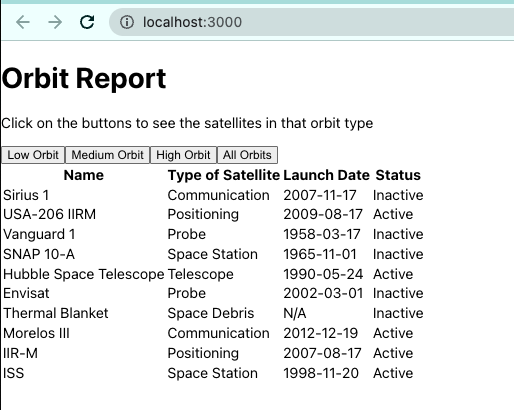 localhost:3000
Orbit Report
Click on the buttons to see the satellites in that orbit type
Low Orbit Medium Orbit High Orbit All Orbits
Name Type of Satellite Launch Date Status
Sirius 1 Communication 2007-11-17 Inactive
USA-206 IIRM Positioning 2009-08-17 Active
Vanguard 1 Probe 1958-03-17 Inactive
SNAP 10-A Space Station 1965-11-01 Inactive
Hubble Space Telescope Telescope 1990-05-24 Active
Envisat Probe 2002-03-01 Inactive
Thermal Blanket Space Debris N/A Inactive
Morelos III Communication 2012-12-19 Active
IIR-M Positioning 2007-08-17 Active
ISS Space Station 1998-11-20 Active